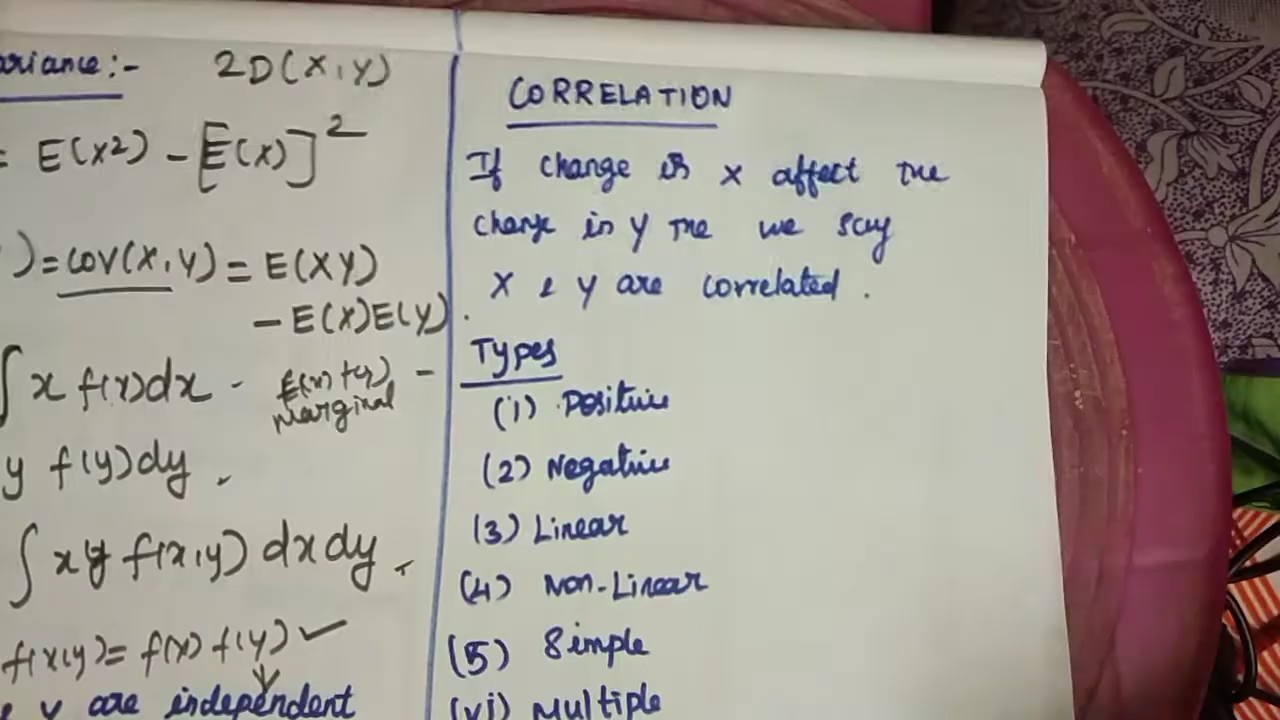 ariance:- 2D(X,Y)
= E(X²) - [E(X)]²
) = COV(X,Y) = E(XY)
- E(X)E(Y).
∫ x f(x)dx -
marginal
y f(y)dy.
∫ xy f(x,y) dxdy.
f(x,y) = f(x) f(y) ✓
y are independent
CORRELATION
If change is x affect the
change in y the we say
X & y are correlated.
Types
(1) Positive
(2) Negative
(3) Linear
(4) Non-Linear
(5) Simple
(vi) Multiple